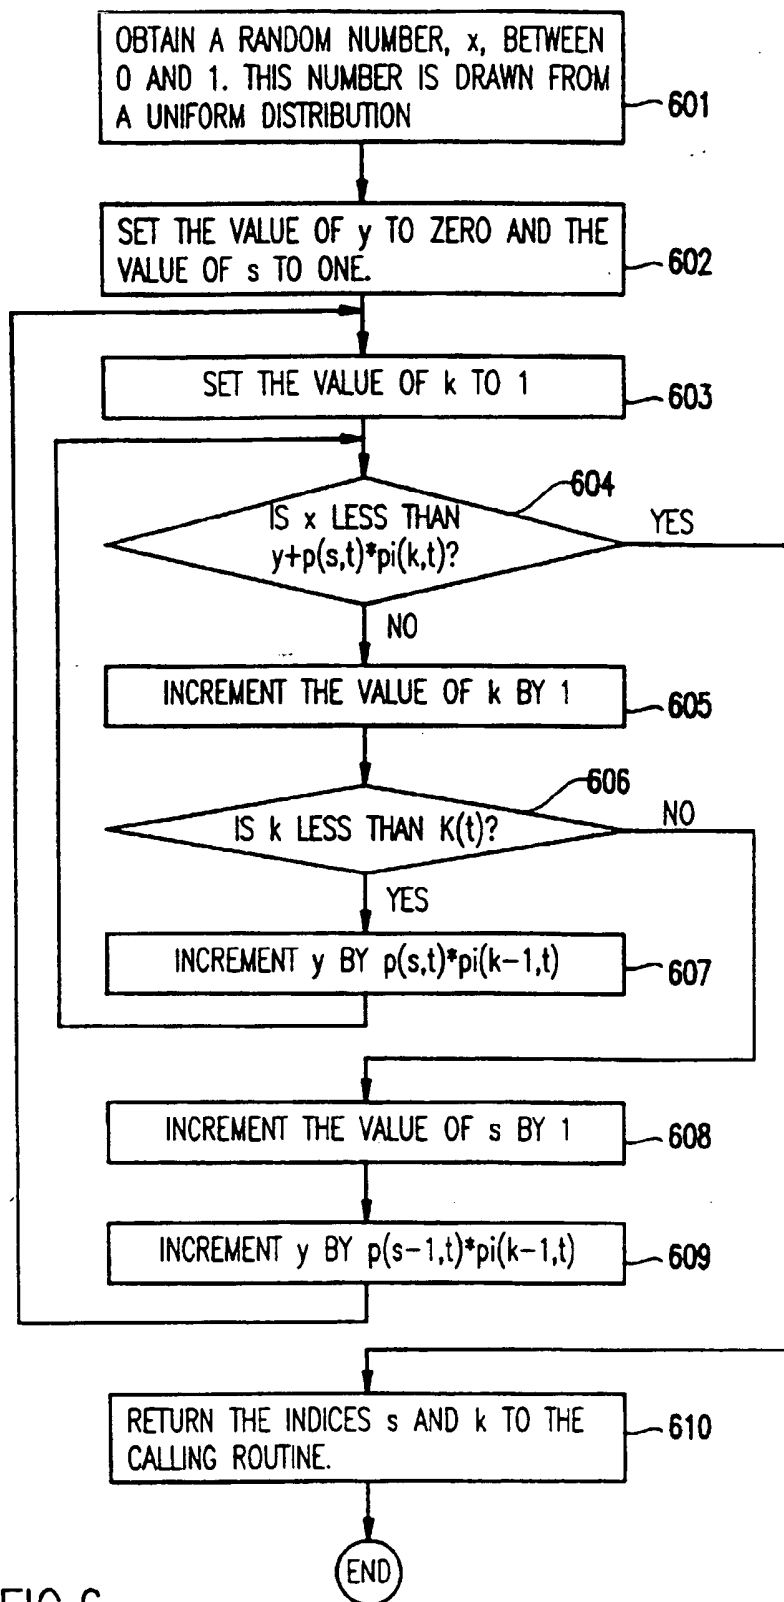 OBTAIN A RANDOM NUMBER, x, BETWEEN
0 AND 1. THIS NUMBER IS DRAWN FROM
A UNIFORM DISTRIBUTION
601
SET THE VALUE OF y TO ZERO AND THE
VALUE OF s TO ONE.
602
SET THE VALUE OF k TO 1
603
604
IS x LESS THAN
y+p(s,t)*pi(k,t)?
YES
NO
INCREMENT THE VALUE OF k BY 1
605
606
IS k LESS THAN K(t)?
NO
YES
INCREMENT y BY p(s,t)*pi(k-1,t)
607
INCREMENT THE VALUE OF s BY 1
608
INCREMENT y BY p(s-1,t)*pi(k-1,t)
609
RETURN THE INDICES s AND k TO THE
CALLING ROUTINE.
610
END
FIG.6